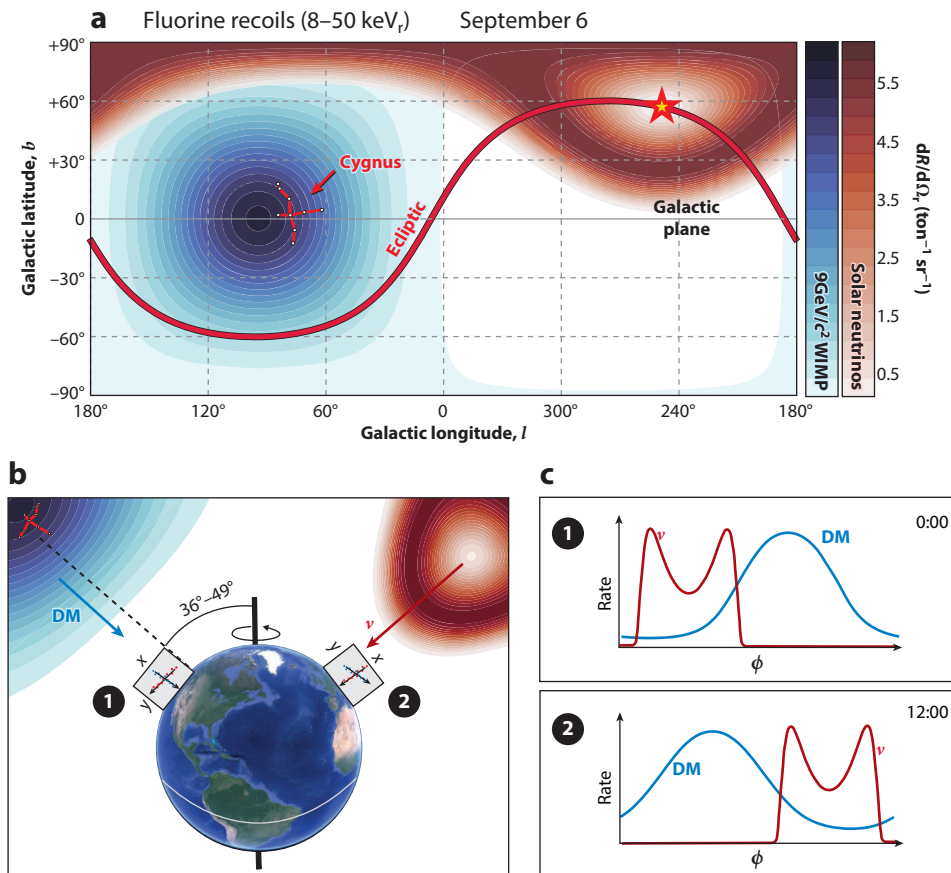 a Fluorine recoils (8–50 keVr) September 6
+90°
+60°
+30°
0
−30°
−60°
−90°
Galactic latitude, b
180°
120°
60°
0
300°
240°
180°
Galactic longitude, l
Cygnus
Ecliptic
Galactic
plane
9GeV/c² WIMP
Solar neutrinos
5.5
4.5
3.5
2.5
1.5
0.5
dR/dΩr (ton⁻¹ sr⁻¹)
b
DM
36°–49°
ν
x
y
1
y
x
2
c
1
0:00
ν
DM
Rate
ϕ
2
12:00
DM
ν
Rate
ϕ